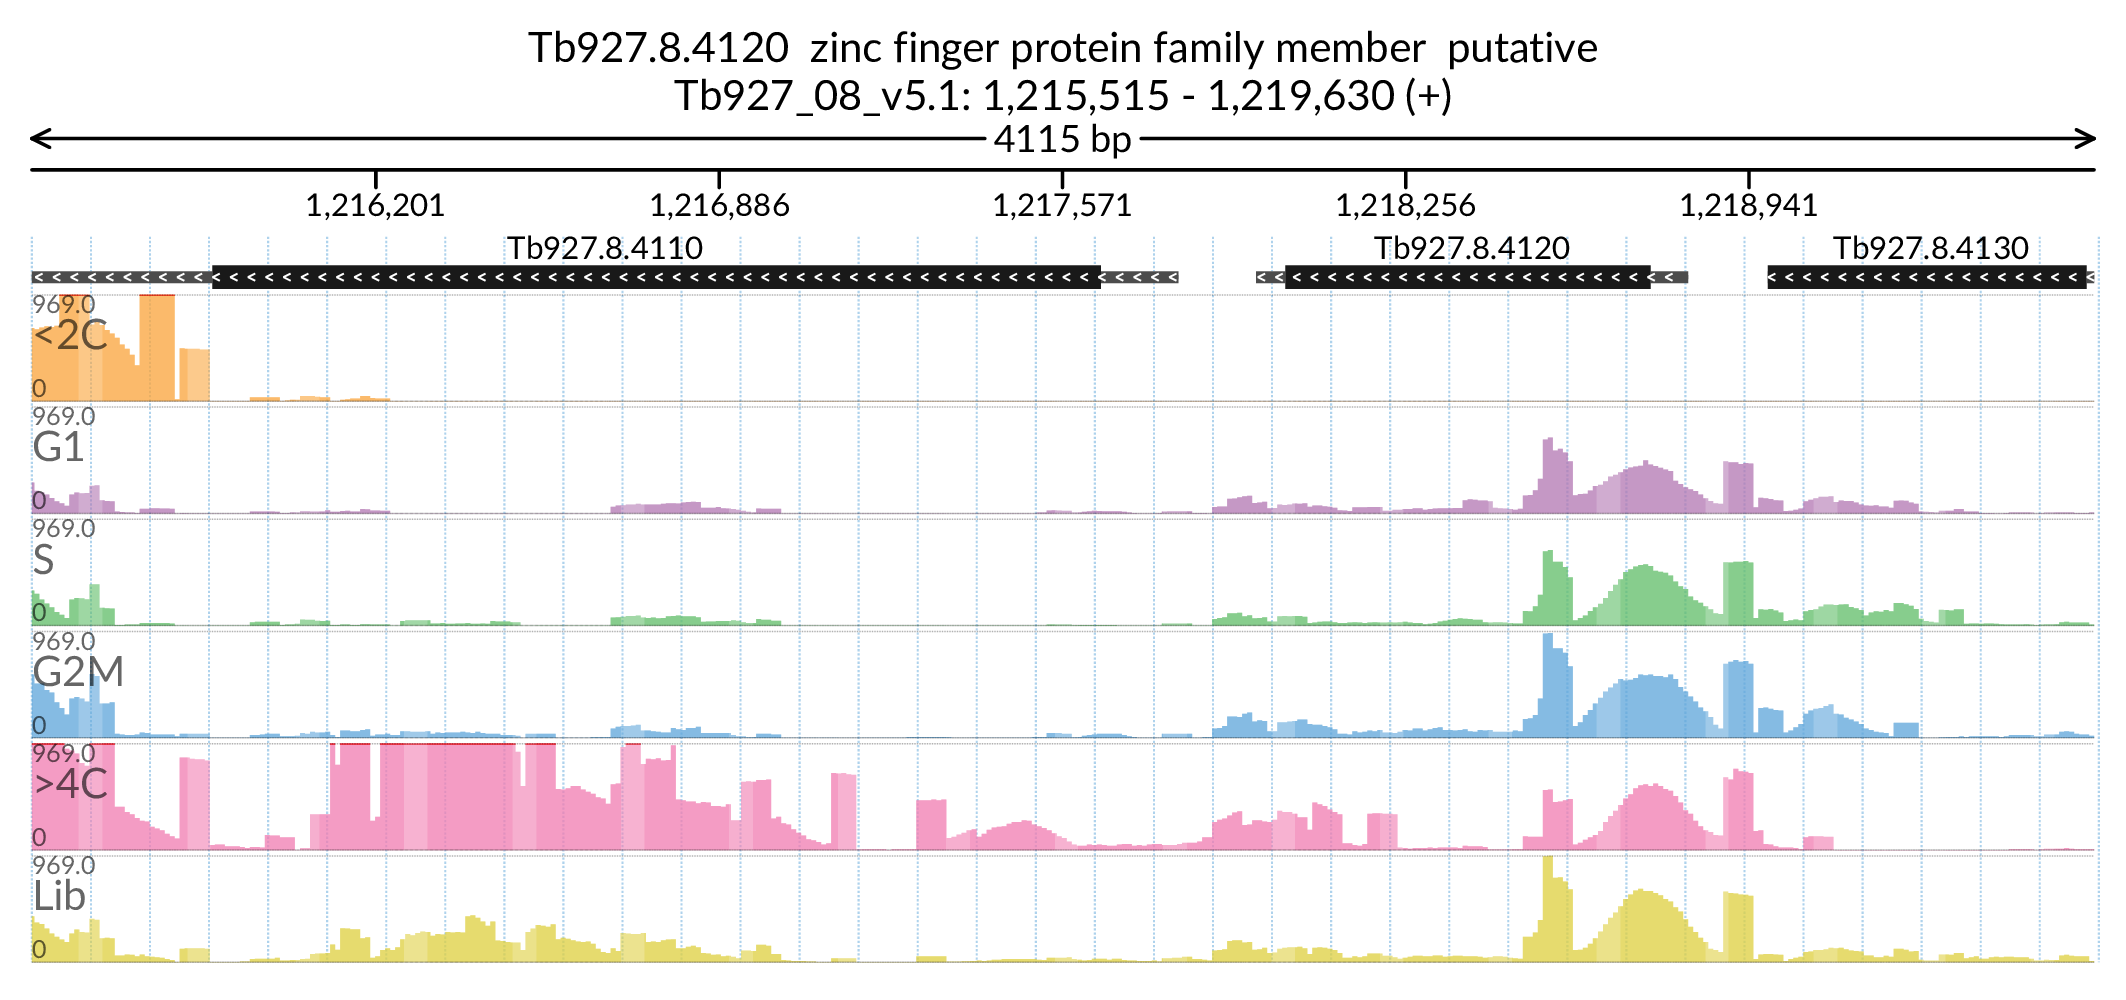 Tb927.8.4120  zinc finger protein family member  putative
Tb927_08_v5.1: 1,215,515 - 1,219,630 (+)
4115 bp
1,216,201 1,216,886 1,217,571 1,218,256 1,218,941
Tb927.8.4110 Tb927.8.4120 Tb927.8.4130
969.0
<2C
0
969.0
G1
0
969.0
S
0
969.0
G2M
0
969.0
>4C
0
969.0
Lib
0